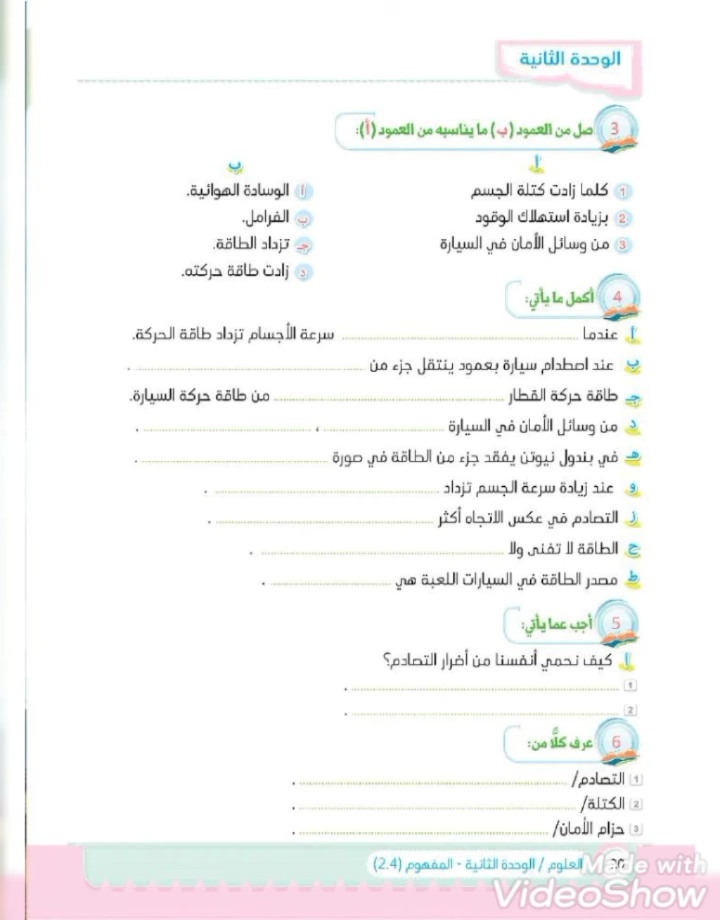 الوحدة الثانية
3 صل من العمود (ب) ما يناسبه من العمود (أ):
أ ب
1 كلما زادت كتلة الجسم أ الوسادة الهوائية.
2 بزيادة استهلاك الوقود ب الفرامل.
3 من وسائل الأمان في السيارة جـ تزداد الطاقة.
د زادت طاقة حركته.
4 أكمل ما يأتي:
أ عندما ............ سرعة الأجسام تزداد طاقة الحركة.
ب عند اصطدام سيارة بعمود ينتقل جزء من ............ .
جـ طاقة حركة القطار ............ من طاقة حركة السيارة.
د من وسائل الأمان في السيارة ............ ، ............ .
هـ في بندول نيوتن يفقد جزء من الطاقة في صورة ............ .
و عند زيادة سرعة الجسم تزداد ............ .
ز التصادم في عكس الاتجاه أكثر ............ .
ح الطاقة لا تفنى ولا ............ .
ط مصدر الطاقة في السيارات اللعبة هي ............ .
5 أجب عما يأتي:
أ كيف نحمي أنفسنا من أضرار التصادم؟
1 ............ .
2 ............ .
6 عرف كلًّا من:
1 التصادم/ ............ .
2 الكتلة/ ............ .
3 حزام الأمان/ ............ .
العلوم / الوحدة الثانية - المفهوم (2.4)
Made with
VideoShow